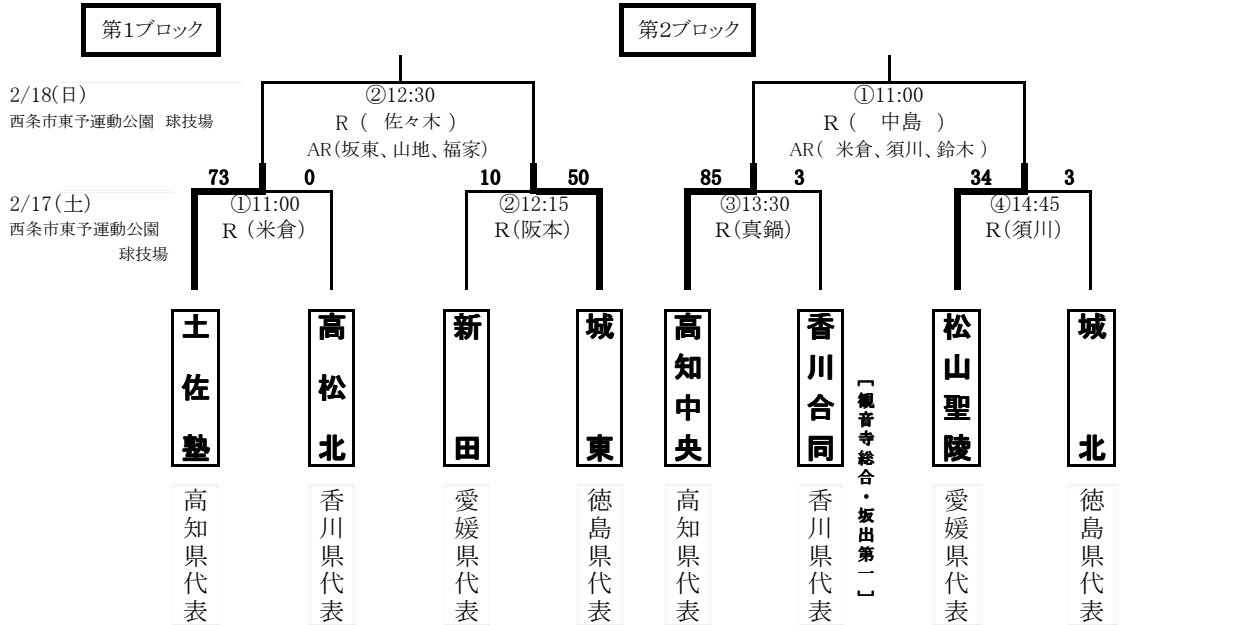 第1ブロック
第2ブロック
2/18(日)
西条市東予運動公園 球技場
②12:30
R ( 佐々木 )
AR(坂東、山地、福家)
①11:00
R ( 中島 )
AR( 米倉、須川、鈴木 )
73
0
10
50
85
3
34
3
2/17(土)
西条市東予運動公園
球技場
①11:00
R (米倉)
②12:15
R(阪本)
③13:30
R(真鍋)
④14:45
R(須川)
土佐塾
高松北
新田
城東
高知中央
香川合同
[観音寺総合・坂出第一]
松山聖陵
城北
高知県代表
香川県代表
愛媛県代表
徳島県代表
高知県代表
香川県代表
愛媛県代表
徳島県代表